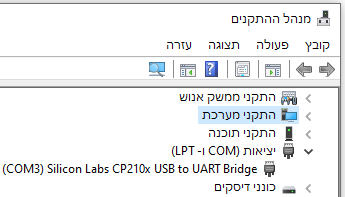 מנהל ההתקנים
קובץ פעולה תצוגה עזרה
התקני ממשק אנוש
התקני מערכת
התקני תוכנה
יציאות (COM ו- LPT)
(COM3) Silicon Labs CP210x USB to UART Bridge
כונני דיסקים